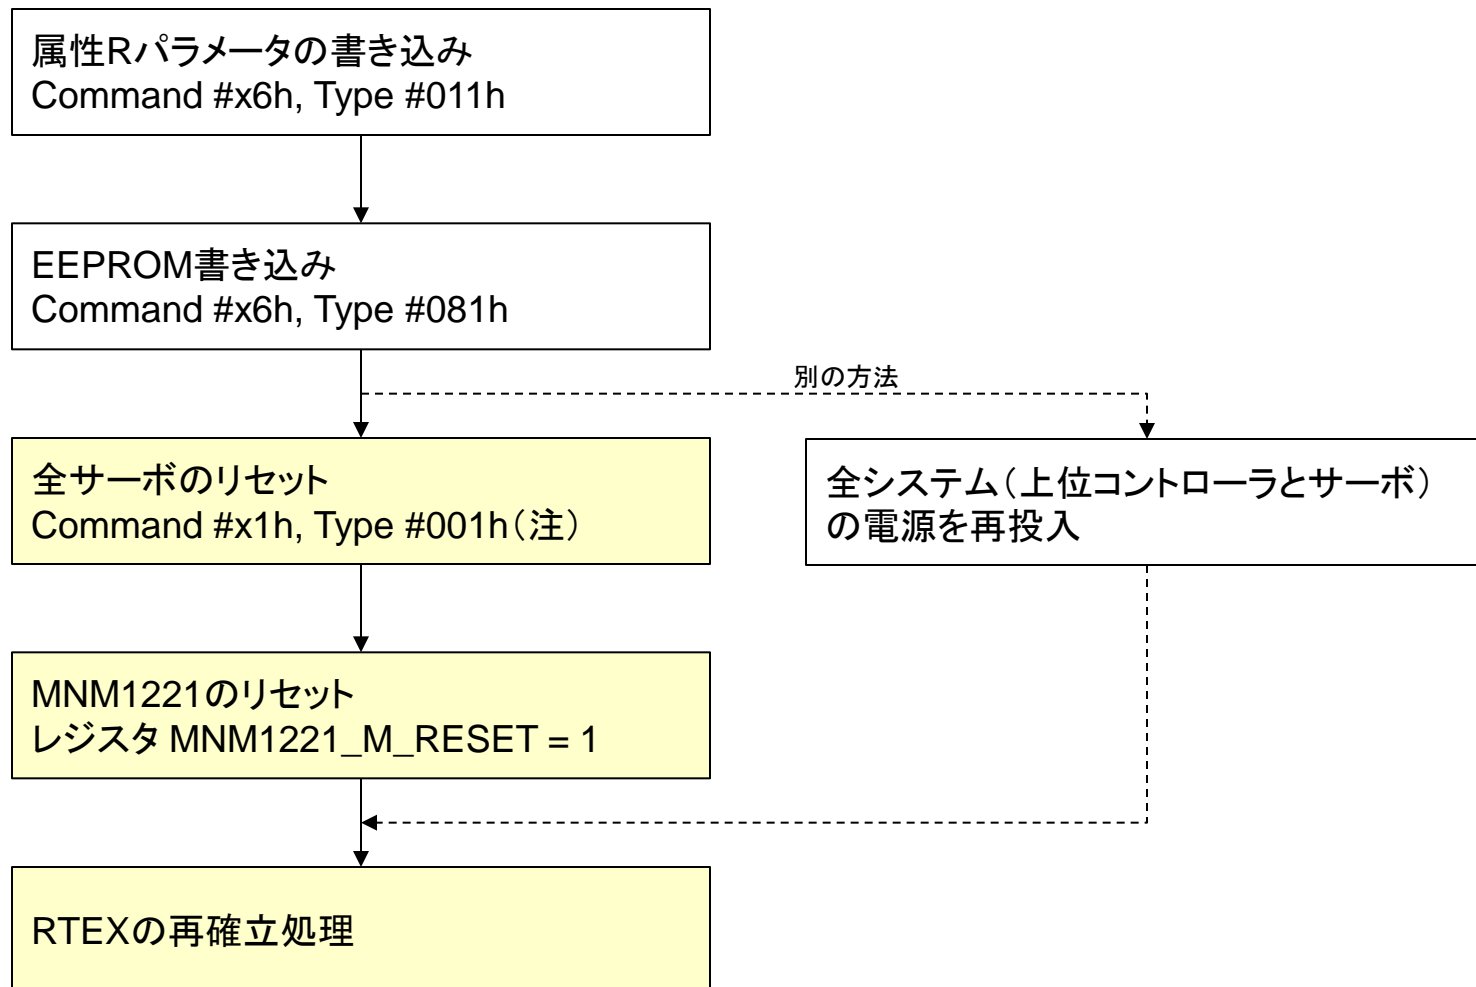 属性Rパラメータの書き込み
Command #x6h, Type #011h
EEPROM書き込み
Command #x6h, Type #081h
別の方法
全サーボのリセット
Command #x1h, Type #001h（注）
全システム（上位コントローラとサーボ）
の電源を再投入
MNM1221のリセット
レジスタ MNM1221_M_RESET = 1
RTEXの再確立処理